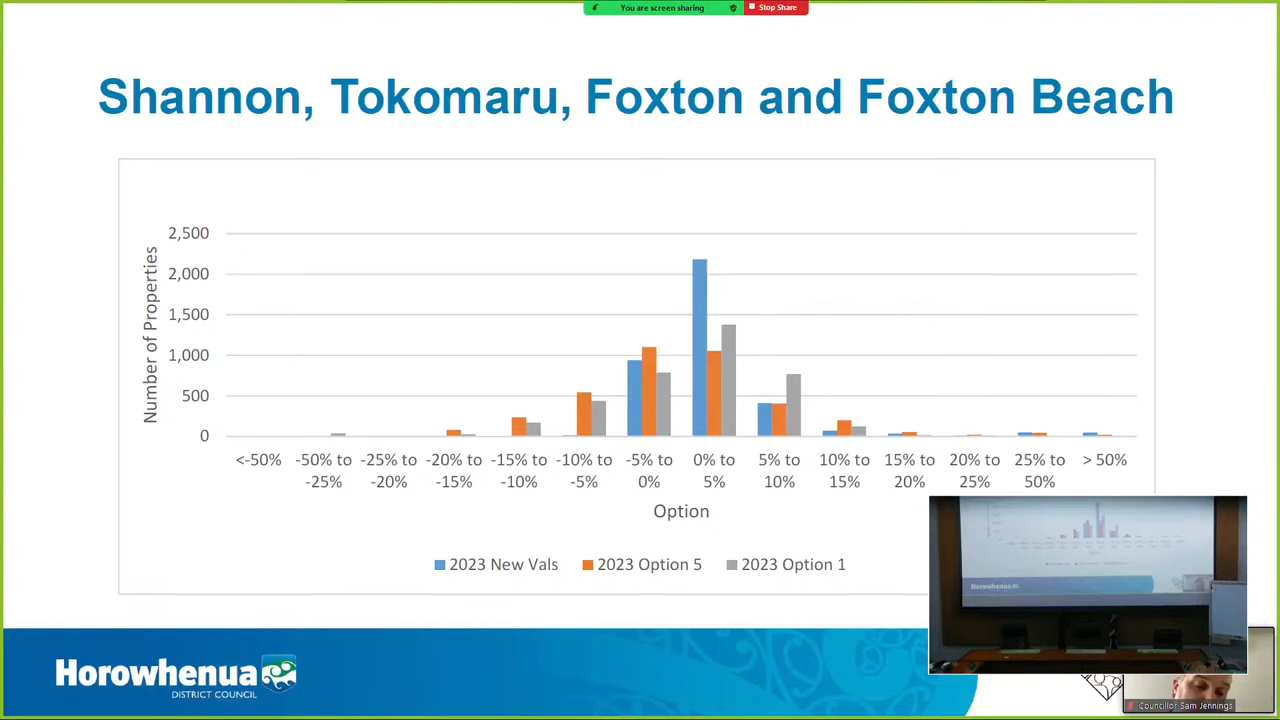 You are screen sharing
Stop Share
Shannon, Tokomaru, Foxton and Foxton Beach
Number of Properties
2,500
2,000
1,500
1,000
500
0
<-50% -50% to -25% to -20% to -15% to -10% to -5% to 0% to 5% to 10% to 15% to 20% to 25% to > 50%
-25% -20% -15% -10% -5% 0% 5% 10% 15% 20% 25% 50%
Option
2023 New Vals 2023 Option 5 2023 Option 1
Horowhenua
Horowhenua
DISTRICT COUNCIL
Councillor Sam Jennings